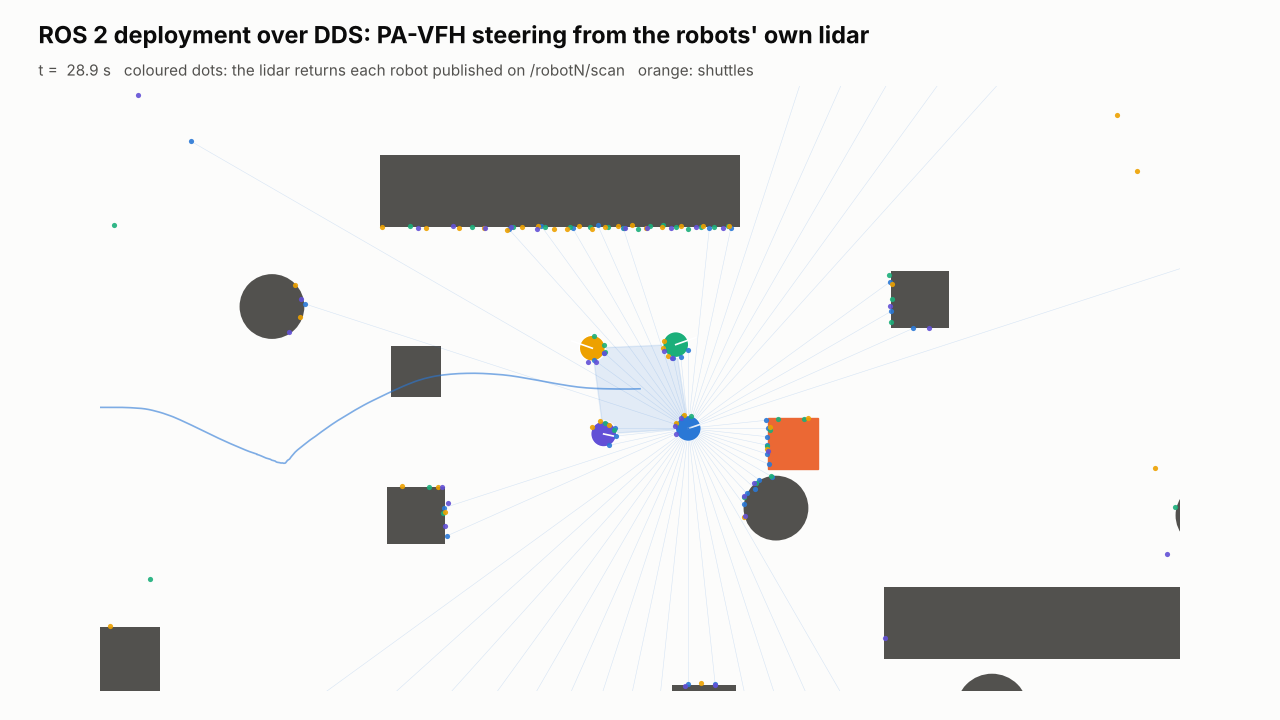 ROS 2 deployment over DDS: PA-VFH steering from the robots' own lidar
t =  28.9 s   coloured dots: the lidar returns each robot published on /robotN/scan   orange: shuttles